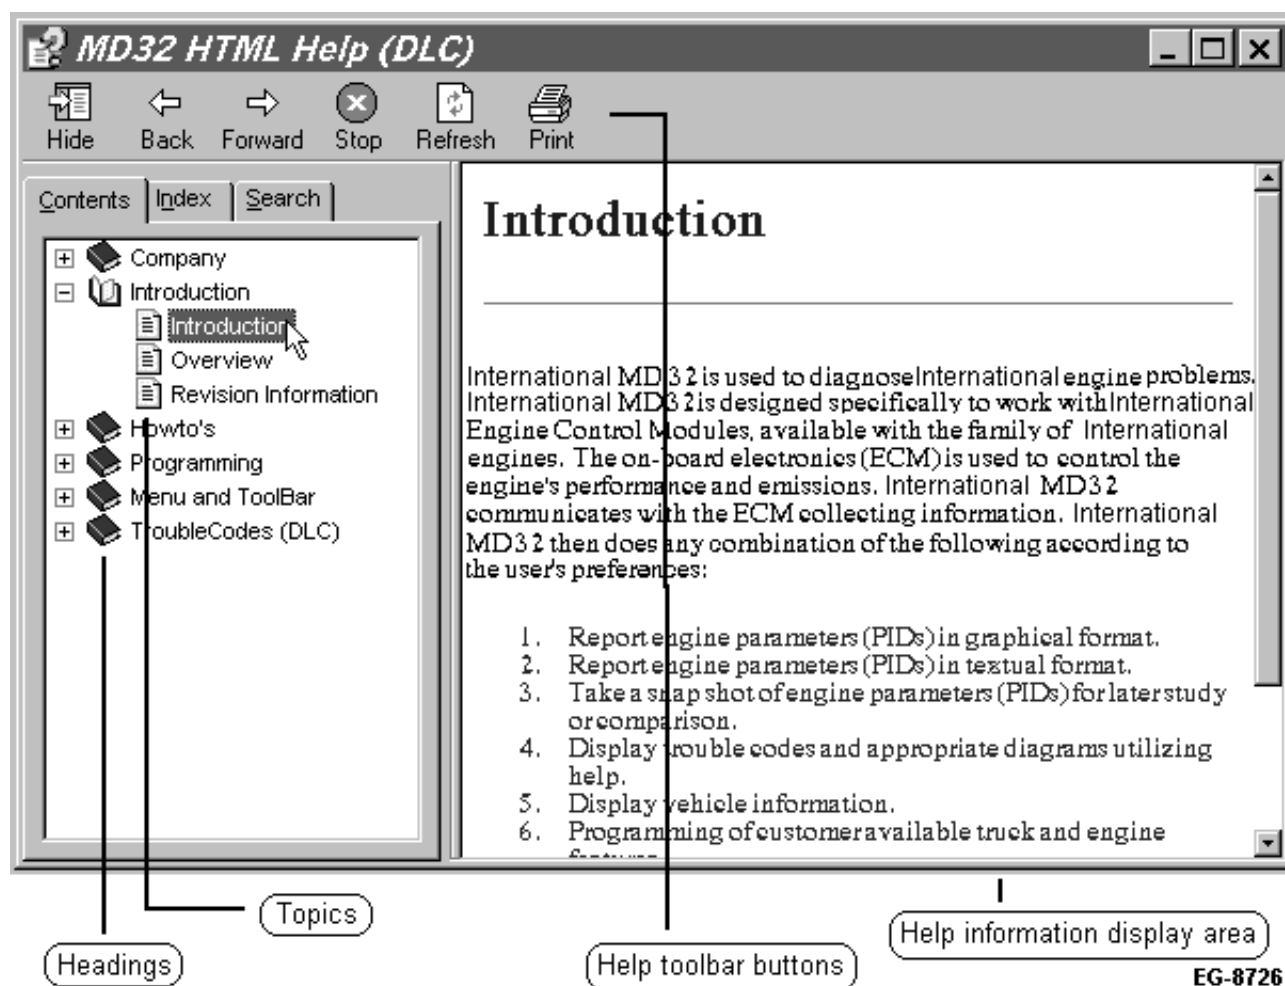 MD32 HTML Help (DLC)
Hide Back Forward Stop Refresh Print
Contents Index Search
Company
Introduction
Introduction
Overview
Revision Information
Howto's
Programming
Menu and ToolBar
TroubleCodes (DLC)
Introduction
International MD32 is used to diagnose International engine problems.
International MD32 is designed specifically to work with International
Engine Control Modules, available with the family of International
engines. The on-board electronics (ECM) is used to control the
engine's performance and emissions. International MD32
communicates with the ECM collecting information. International
MD32 then does any combination of the following according to
the user's preferences:
1. Report engine parameters (PIDs) in graphical format.
2. Report engine parameters (PIDs) in textual format.
3. Take a snap shot of engine parameters (PIDs) for later study
or comparison.
4. Display trouble codes and appropriate diagrams utilizing
help.
5. Display vehicle information.
6. Programming of customer available truck and engine
Topics
Headings
Help toolbar buttons
Help information display area
EG-8726